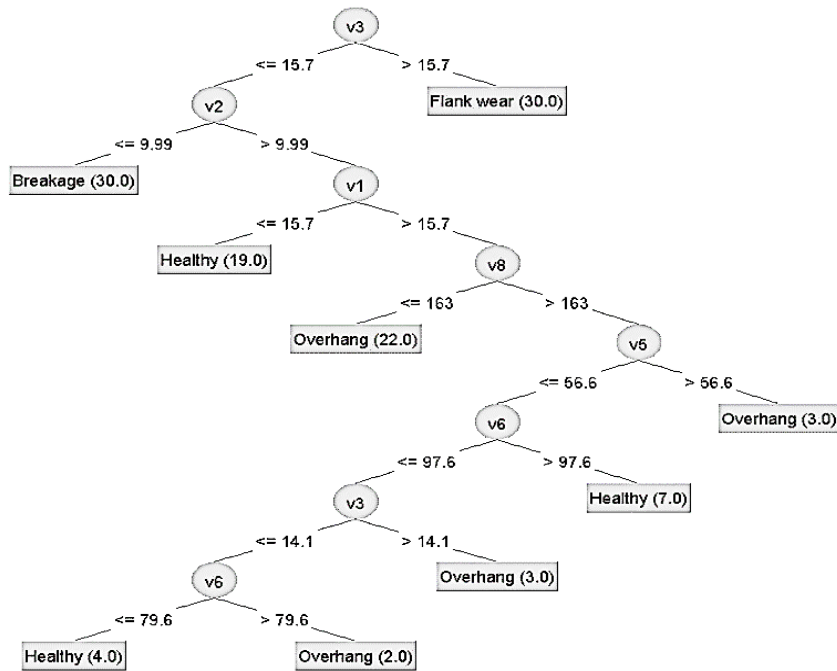 v3
<= 15.7 > 15.7
v2 Flank wear (30.0)
<= 9.99 > 9.99
Breakage (30.0) v1
<= 15.7 > 15.7
Healthy (19.0) v8
<= 163 > 163
Overhang (22.0) v5
<= 56.6 > 56.6
v6 Overhang (3.0)
<= 97.6 > 97.6
v3 Healthy (7.0)
<= 14.1 > 14.1
v6 Overhang (3.0)
<= 79.6 > 79.6
Healthy (4.0) Overhang (2.0)